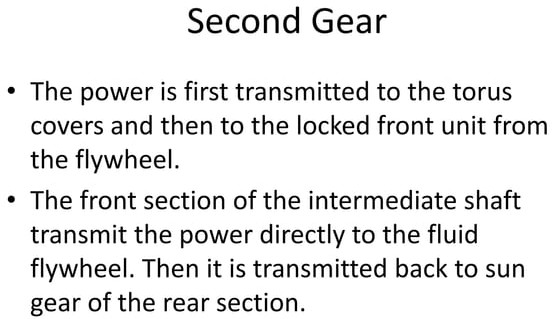 Second Gear
• The power is first transmitted to the torus
covers and then to the locked front unit from
the flywheel.
• The front section of the intermediate shaft
transmit the power directly to the fluid
flywheel. Then it is transmitted back to sun
gear of the rear section.